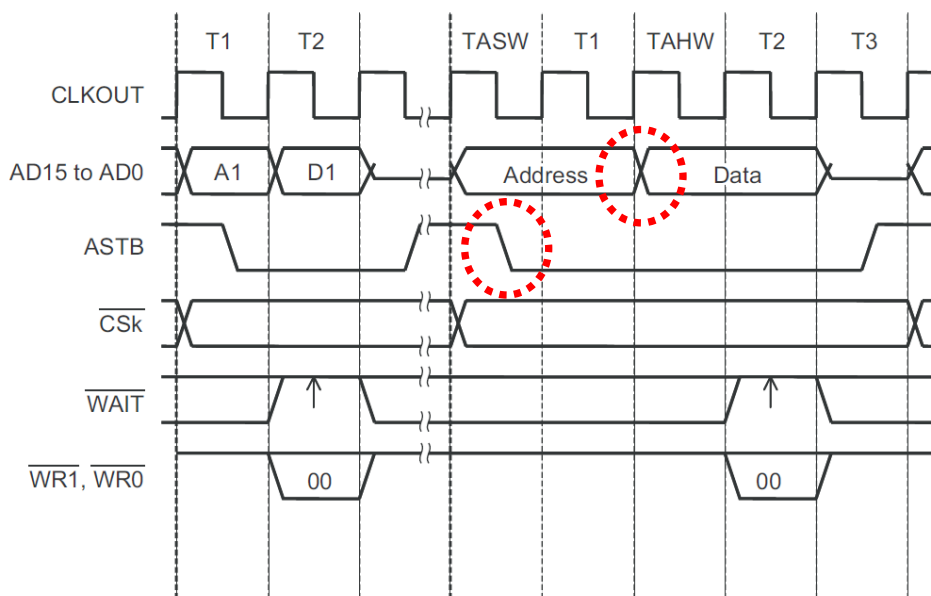 T1 T2 TASW T1 TAHW T2 T3
CLKOUT
AD15 to AD0 A1 D1 Address Data
ASTB
CSk
WAIT
WR1, WR0 00 00